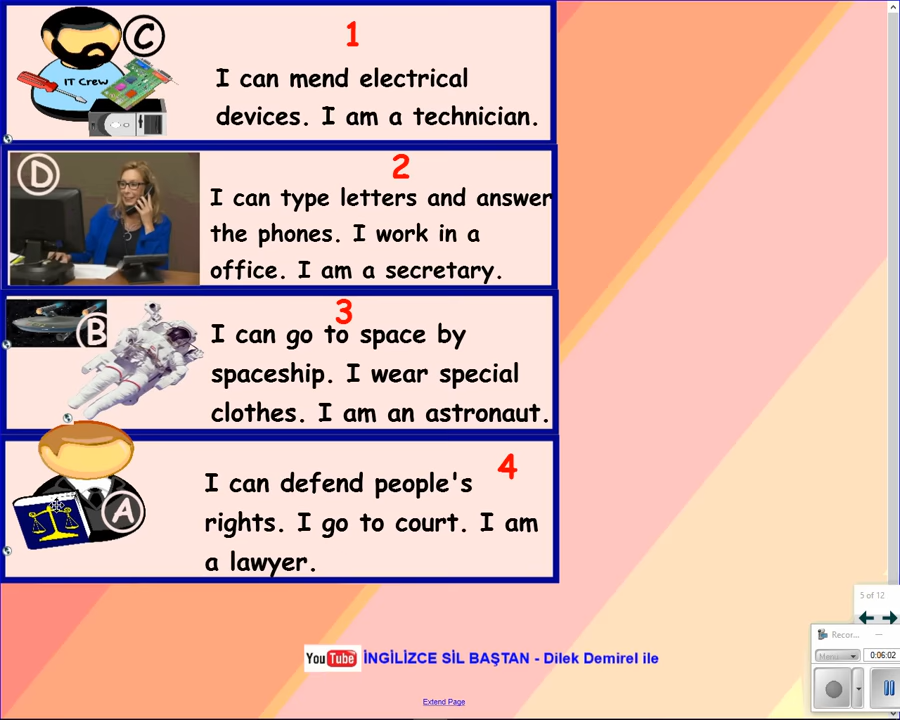 C
IT Crew
1
I can mend electrical
devices. I am a technician.
D
2
I can type letters and answer
the phones. I work in a
office. I am a secretary.
B
3
I can go to space by
spaceship. I wear special
clothes. I am an astronaut.
A
4
I can defend people's
rights. I go to court. I am
a lawyer.
5 of 12
Recor...
Menu
0:06:02
YouTube İNGİLİZCE SİL BAŞTAN - Dilek Demirel ile
Extend Page